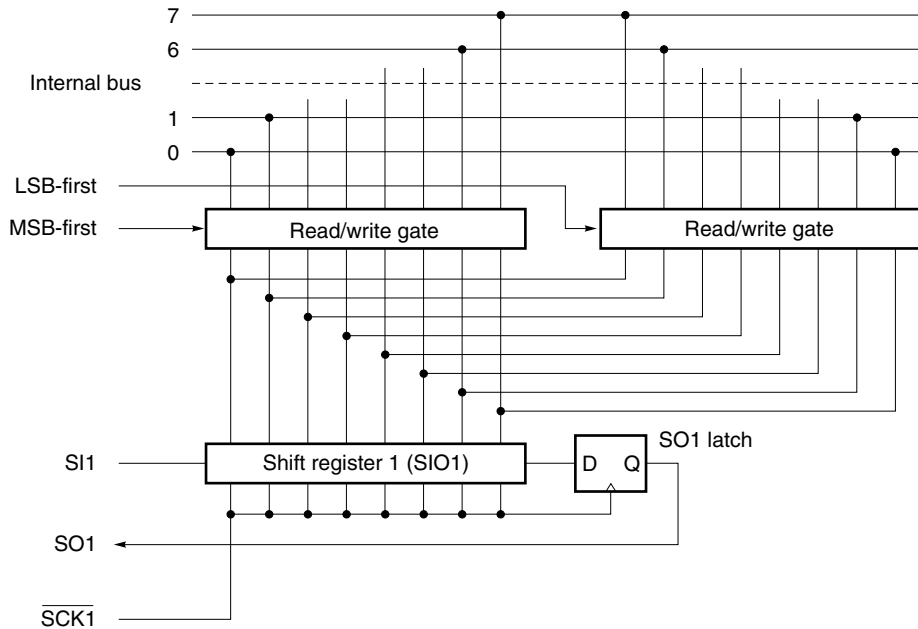 7
6
Internal bus
1
0
LSB-first
MSB-first
Read/write gate
Read/write gate
SO1 latch
SI1
Shift register 1 (SIO1)
D
Q
SO1
SCK1